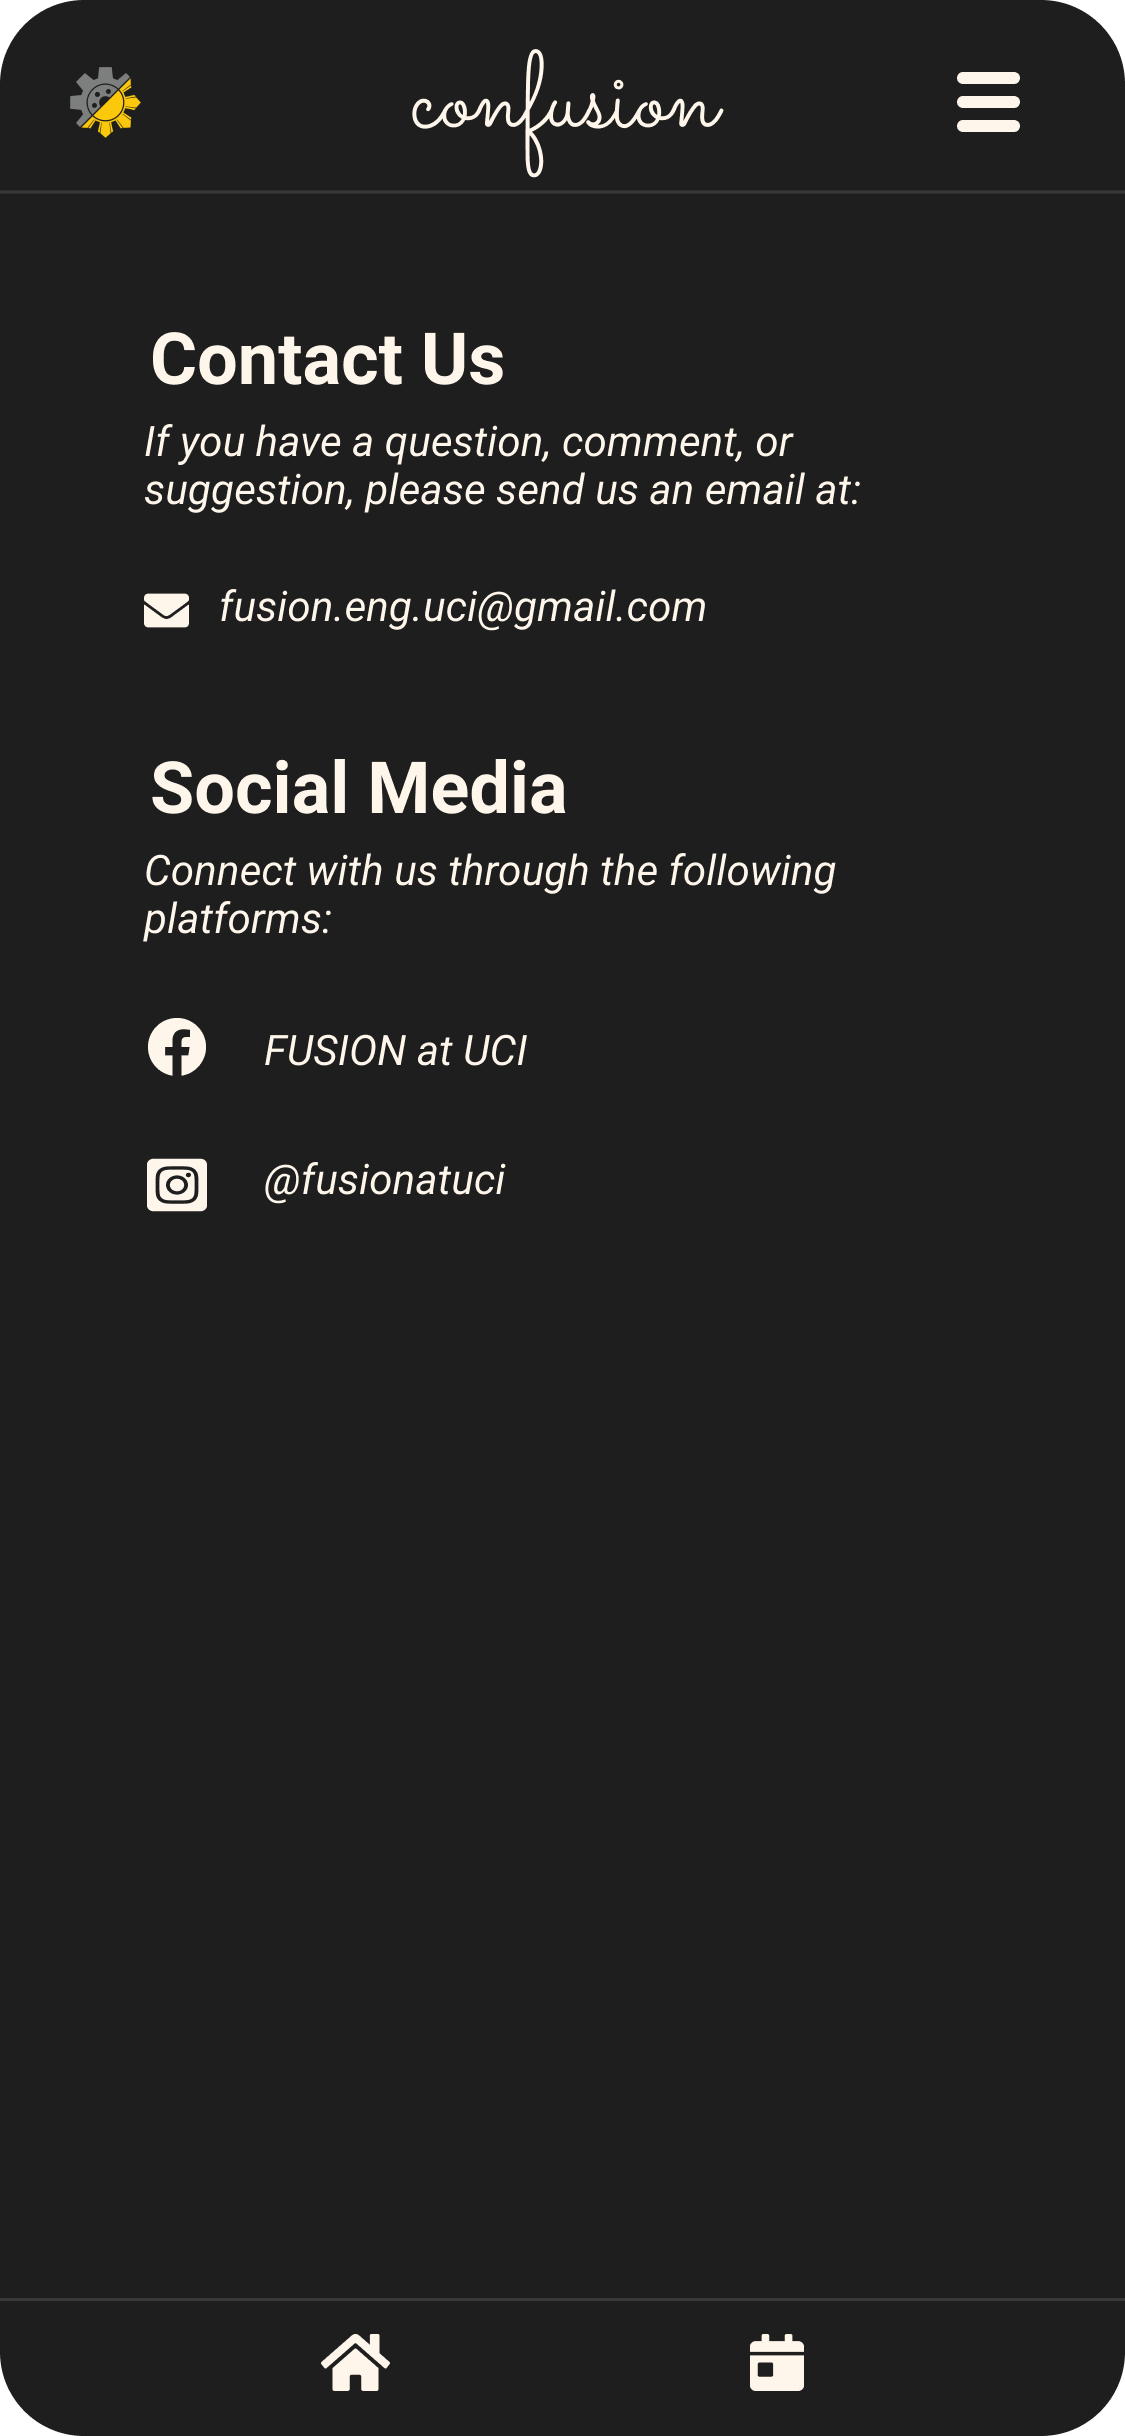 confusion
Contact Us
If you have a question, comment, or
suggestion, please send us an email at:
fusion.eng.uci@gmail.com
Social Media
Connect with us through the following
platforms:
FUSION at UCI
@fusionatuci